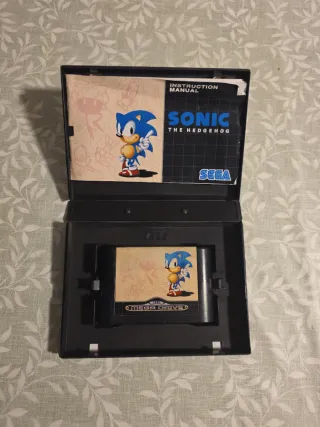 INSTRUCTION
MANUAL
SONIC
THE HEDGEHOG
SEGA
MEGA DRIVE